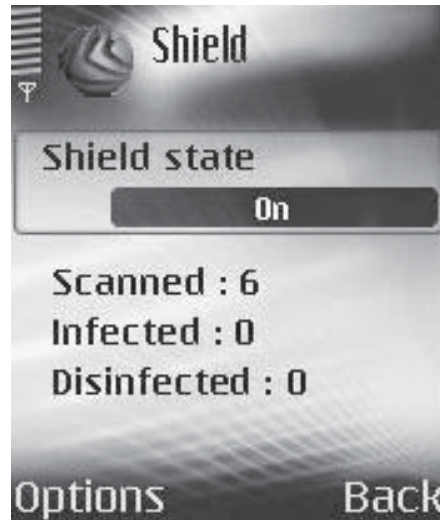 Shield
Shield state
On
Scanned : 6
Infected : 0
Disinfected : 0
Options
Back